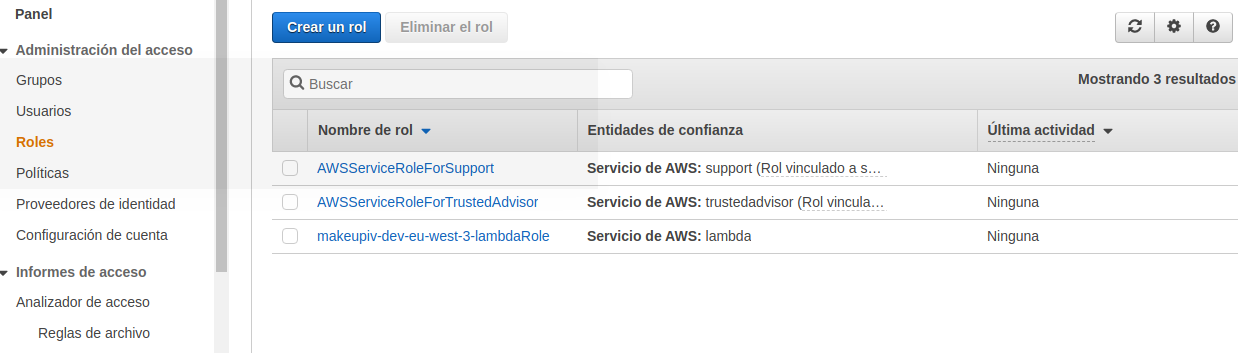 Panel
Administración del acceso
Grupos
Usuarios
Roles
Políticas
Proveedores de identidad
Configuración de cuenta
Informes de acceso
Analizador de acceso
Reglas de archivo
Crear un rol Eliminar el rol
Buscar Mostrando 3 resultados
Nombre de rol Entidades de confianza Última actividad
AWSServiceRoleForSupport Servicio de AWS: support (Rol vinculado a s… Ninguna
AWSServiceRoleForTrustedAdvisor Servicio de AWS: trustedadvisor (Rol vincula… Ninguna
makeupiv-dev-eu-west-3-lambdaRole Servicio de AWS: lambda Ninguna